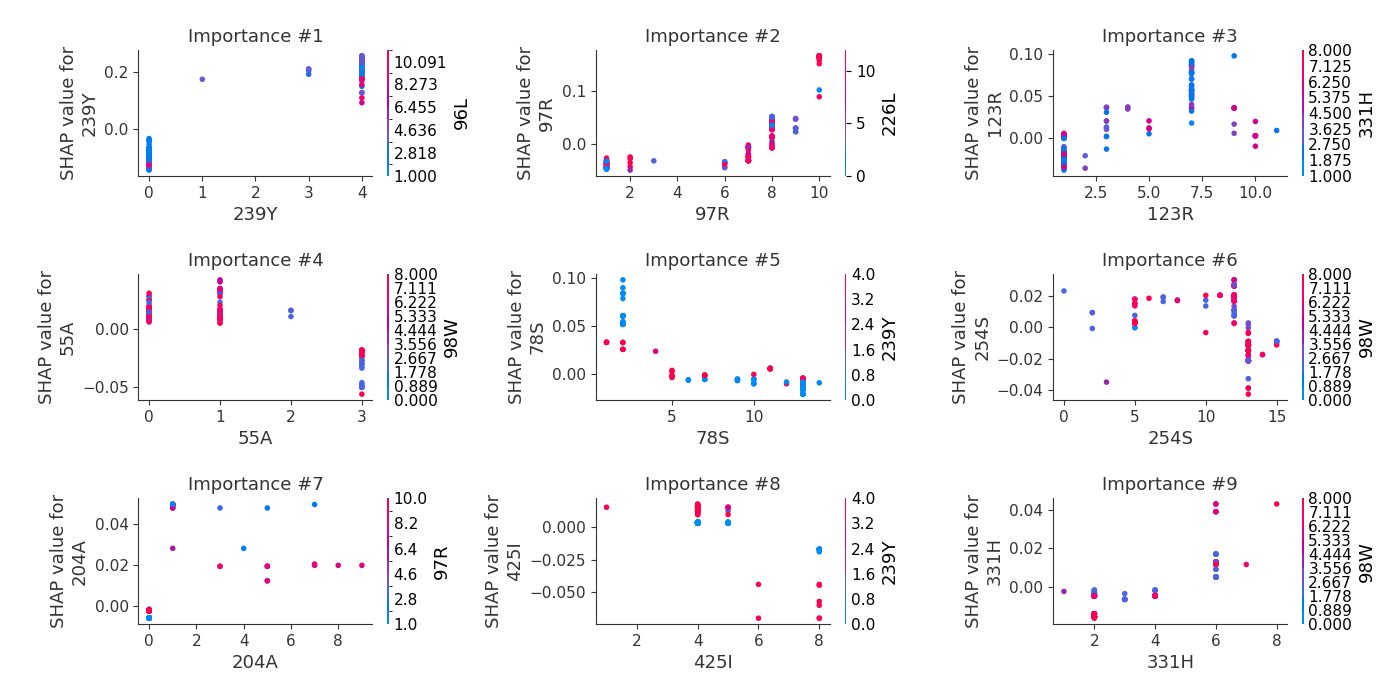 Importance #1
SHAP value for
239Y
0.2
0.0
0
1
2
3
4
239Y
10.091
8.273
6.455
4.636
2.818
1.000
96L
Importance #2
SHAP value for
97R
0.1
0.0
2
4
6
8
10
97R
10
5
0
226L
Importance #3
SHAP value for
123R
0.10
0.05
0.00
2.5
5.0
7.5
10.0
123R
8.000
7.125
6.250
5.375
4.500
3.625
2.750
1.875
1.000
331H
Importance #4
SHAP value for
55A
0.00
−0.05
0
1
2
3
55A
8.000
7.111
6.222
5.333
4.444
3.556
2.667
1.778
0.889
0.000
98W
Importance #5
SHAP value for
78S
0.10
0.05
0.00
5
10
78S
4.0
3.2
2.4
1.6
0.8
0.0
239Y
Importance #6
SHAP value for
254S
0.02
0.00
−0.02
−0.04
0
5
10
15
254S
8.000
7.111
6.222
5.333
4.444
3.556
2.667
1.778
0.889
0.000
98W
Importance #7
SHAP value for
204A
0.04
0.02
0.00
0
2
4
6
8
204A
10.0
8.2
6.4
4.6
2.8
1.0
97R
Importance #8
SHAP value for
425I
0.000
−0.025
−0.050
2
4
6
8
425I
4.0
3.2
2.4
1.6
0.8
0.0
239Y
Importance #9
SHAP value for
331H
0.04
0.02
0.00
2
4
6
8
331H
8.000
7.111
6.222
5.333
4.444
3.556
2.667
1.778
0.889
0.000
98W